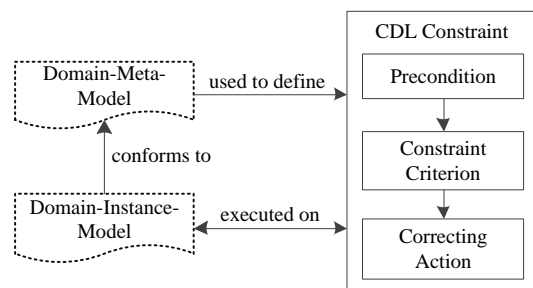 CDL Constraint
Domain-Meta-
Model
used to define
Precondition
conforms to
Constraint
Criterion
Domain-Instance-
Model
executed on
Correcting
Action